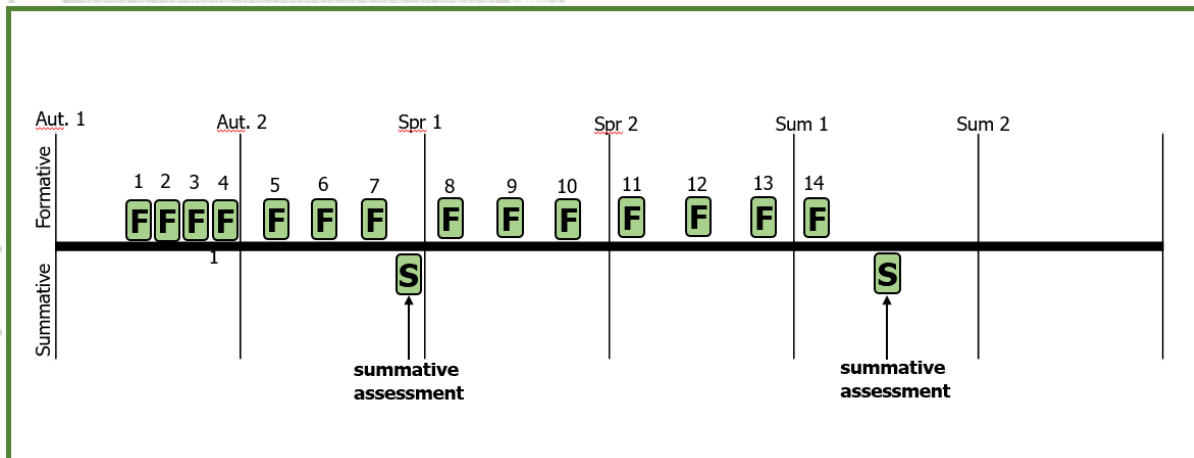 Aut. 1 Aut. 2 Spr 1 Spr 2 Sum 1 Sum 2
Formative
1 2 3 4 5 6 7 8 9 10 11 12 13 14
F F F F F F F F F F F F F F
1
Summative
S S
summative
assessment
summative
assessment